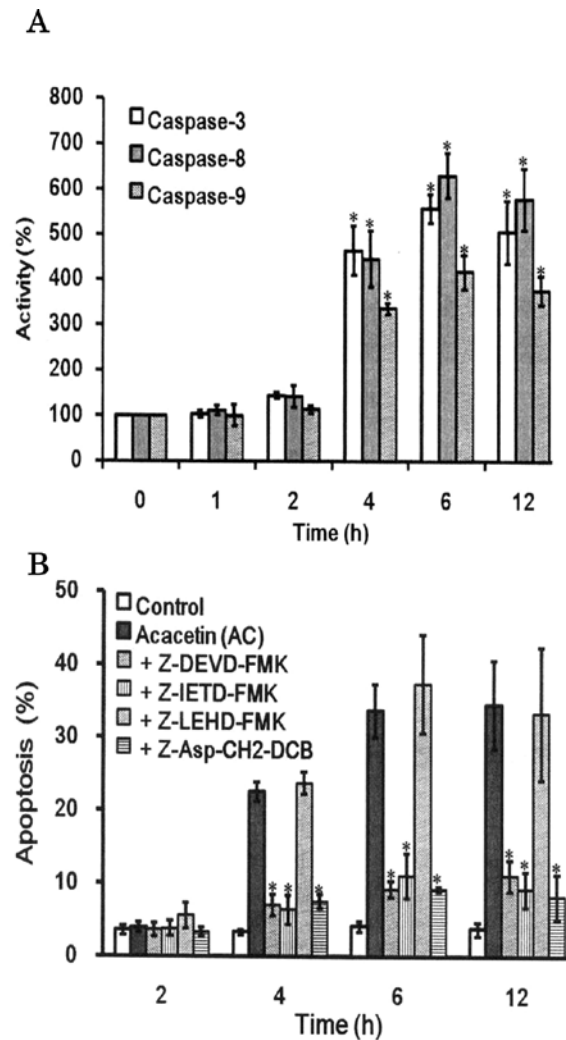 A
800
700
600
500
400
300
200
100
0
Activity (%)
Caspase-3
Caspase-8
Caspase-9
* * * * * * * * *
0 1 2 4 6 12
Time (h)
B
50
40
30
20
10
0
Apoptosis (%)
Control
Acacetin (AC)
+ Z-DEVD-FMK
+ Z-IETD-FMK
+ Z-LEHD-FMK
+ Z-Asp-CH2-DCB
* * * * * * * * *
2 4 6 12
Time (h)